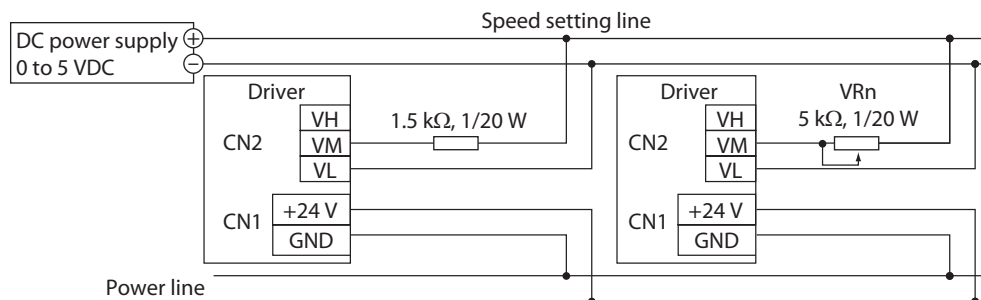 Speed setting line
DC power supply +
0 to 5 VDC −
Driver
CN2
VH
VM
VL
1.5 kΩ, 1/20 W
CN1
+24 V
GND
Driver
CN2
VH
VM
VL
VRn
5 kΩ, 1/20 W
CN1
+24 V
GND
Power line